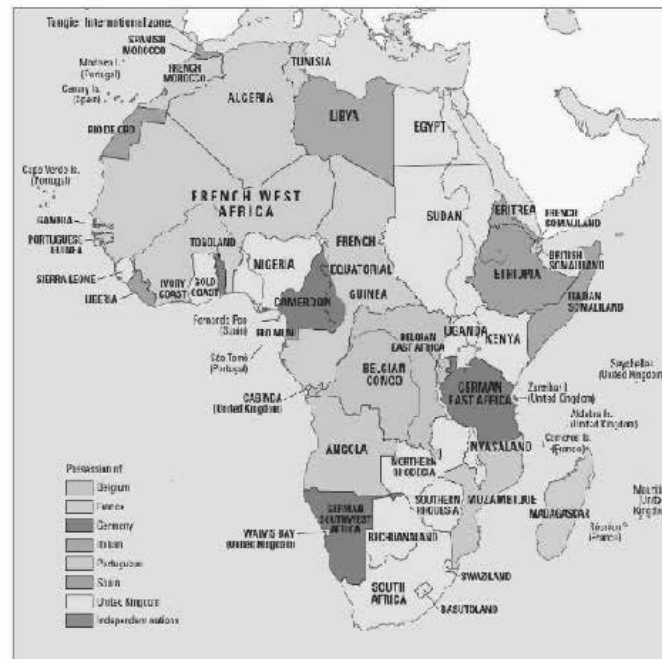 Tangier: International zone
SPANISH
MOROCCO
Madeira I.
(Portugal)
FRENCH
MOROCCO
TUNISIA
Canary Is.
(Spain)
ALGERIA
LIBYA
EGYPT
RIO DE ORO
Cape Verde Is.
(Portugal)
FRENCH WEST
AFRICA
GAMBIA
PORTUGUESE
GUINEA
SIERRA LEONE
LIBERIA
IVORY
COAST
GOLD
COAST
TOGOLAND
NIGERIA
CAMEROON
FRENCH
EQUATORIAL
GUINEA
SUDAN
ERITREA
FRENCH
SOMALILAND
BRITISH
SOMALILAND
ETHIOPIA
ITALIAN
SOMALILAND
Fernando Poo
(Spain)
RIO MUNI
São Tomé
(Portugal)
UGANDA
KENYA
BELGIAN
EAST AFRICA
BELGIAN
CONGO
CABINDA
(United Kingdom)
GERMAN
EAST AFRICA
Seychelles
(United Kingdom)
Zanzibar I.
(United Kingdom)
Aldabra Is.
(United Kingdom)
Comoros Is.
(France)
ANGOLA
NYASALAND
NORTHERN
RHODESIA
SOUTHERN
RHODESIA
MOZAMBIQUE
MADAGASCAR
Réunion
(France)
GERMAN
SOUTHWEST
AFRICA
WALVIS BAY
(United Kingdom)
BECHUANALAND
SWAZILAND
SOUTH
AFRICA
BASUTOLAND
Possession of
Belgium
France
Germany
Italian
Portuguese
Spain
United Kingdom
Independent nations